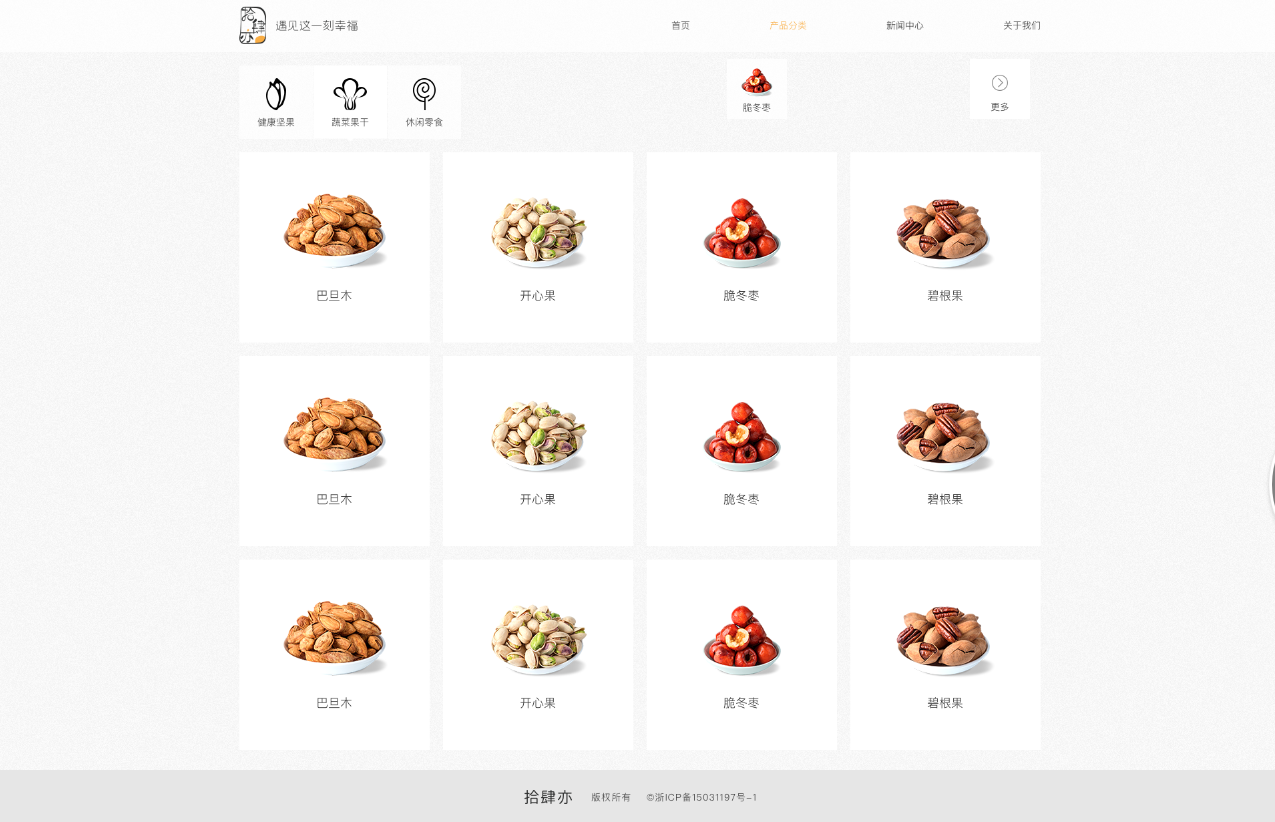 遇见这一刻幸福
首页 产品分类 新闻中心 关于我们
健康坚果 蔬菜果干 休闲零食
脆冬枣
更多
巴旦木 开心果 脆冬枣 碧根果
巴旦木 开心果 脆冬枣 碧根果
巴旦木 开心果 脆冬枣 碧根果
拾肆亦 版权所有 ©浙ICP备15031197号-1